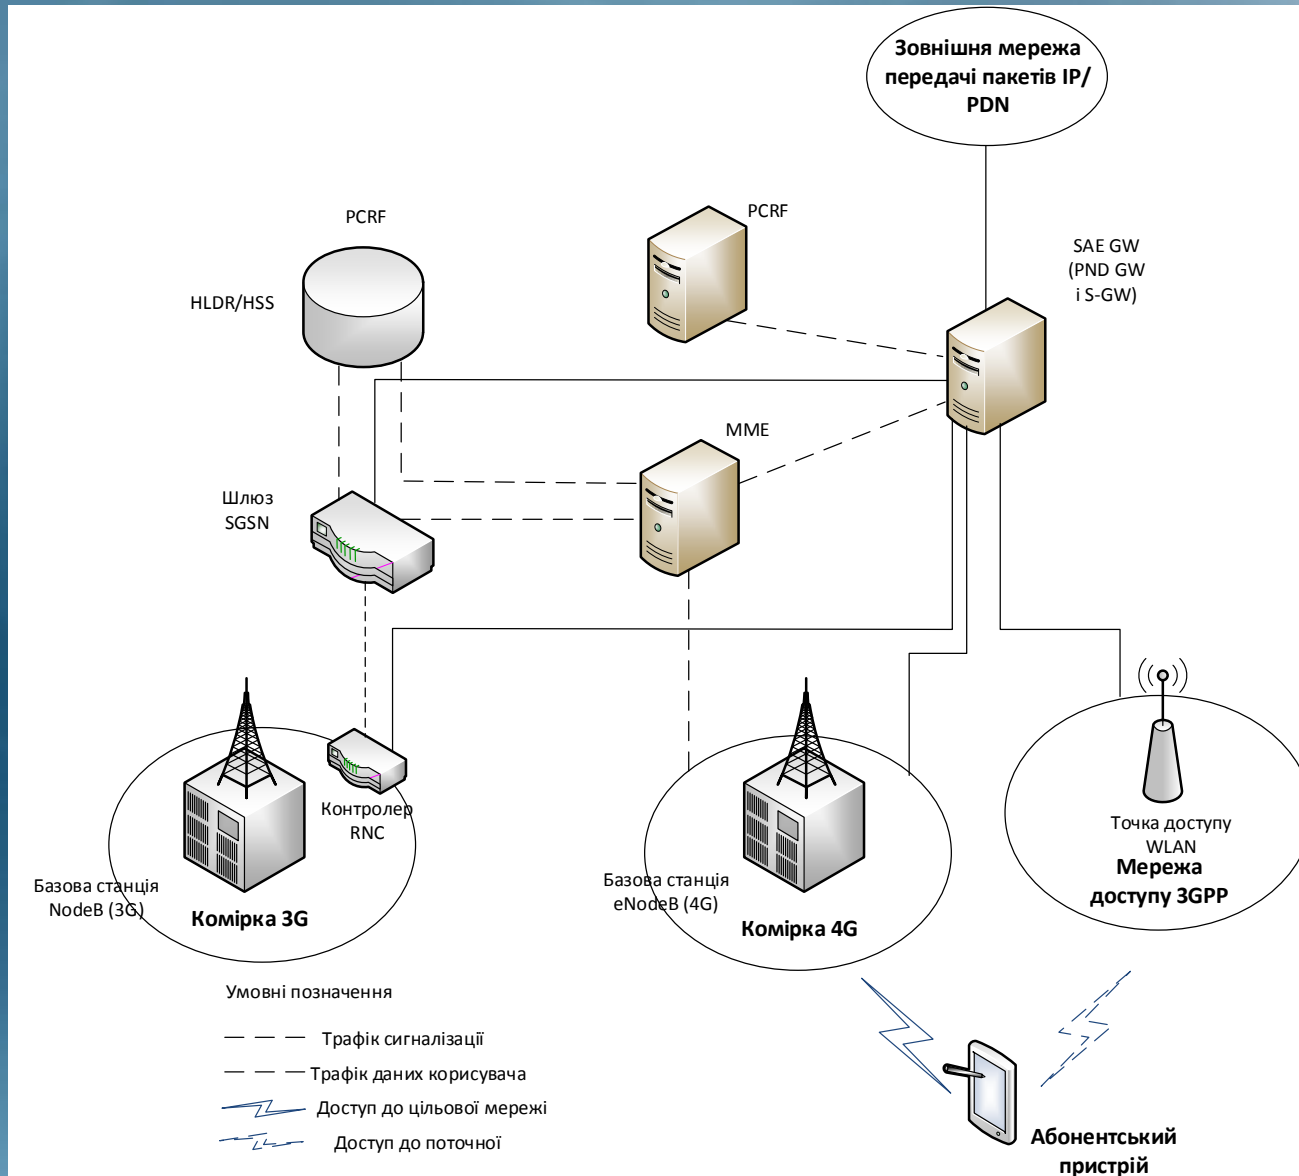 Зовнішня мережа
передачі пакетів IP/
PDN
PCRF
PCRF
SAE GW
(PND GW
і S-GW)
HLDR/HSS
MME
Шлюз
SGSN
Контролер
RNC
Базова станція
NodeB (3G)
Комірка 3G
Базова станція
eNodeB (4G)
Комірка 4G
Точка доступу
WLAN
Мережа
доступу 3GPP
Умовні позначення
Трафік сигналізації
Трафік даних корисувача
Доступ до цільової мережі
Доступ до поточної
Абонентський
пристрій